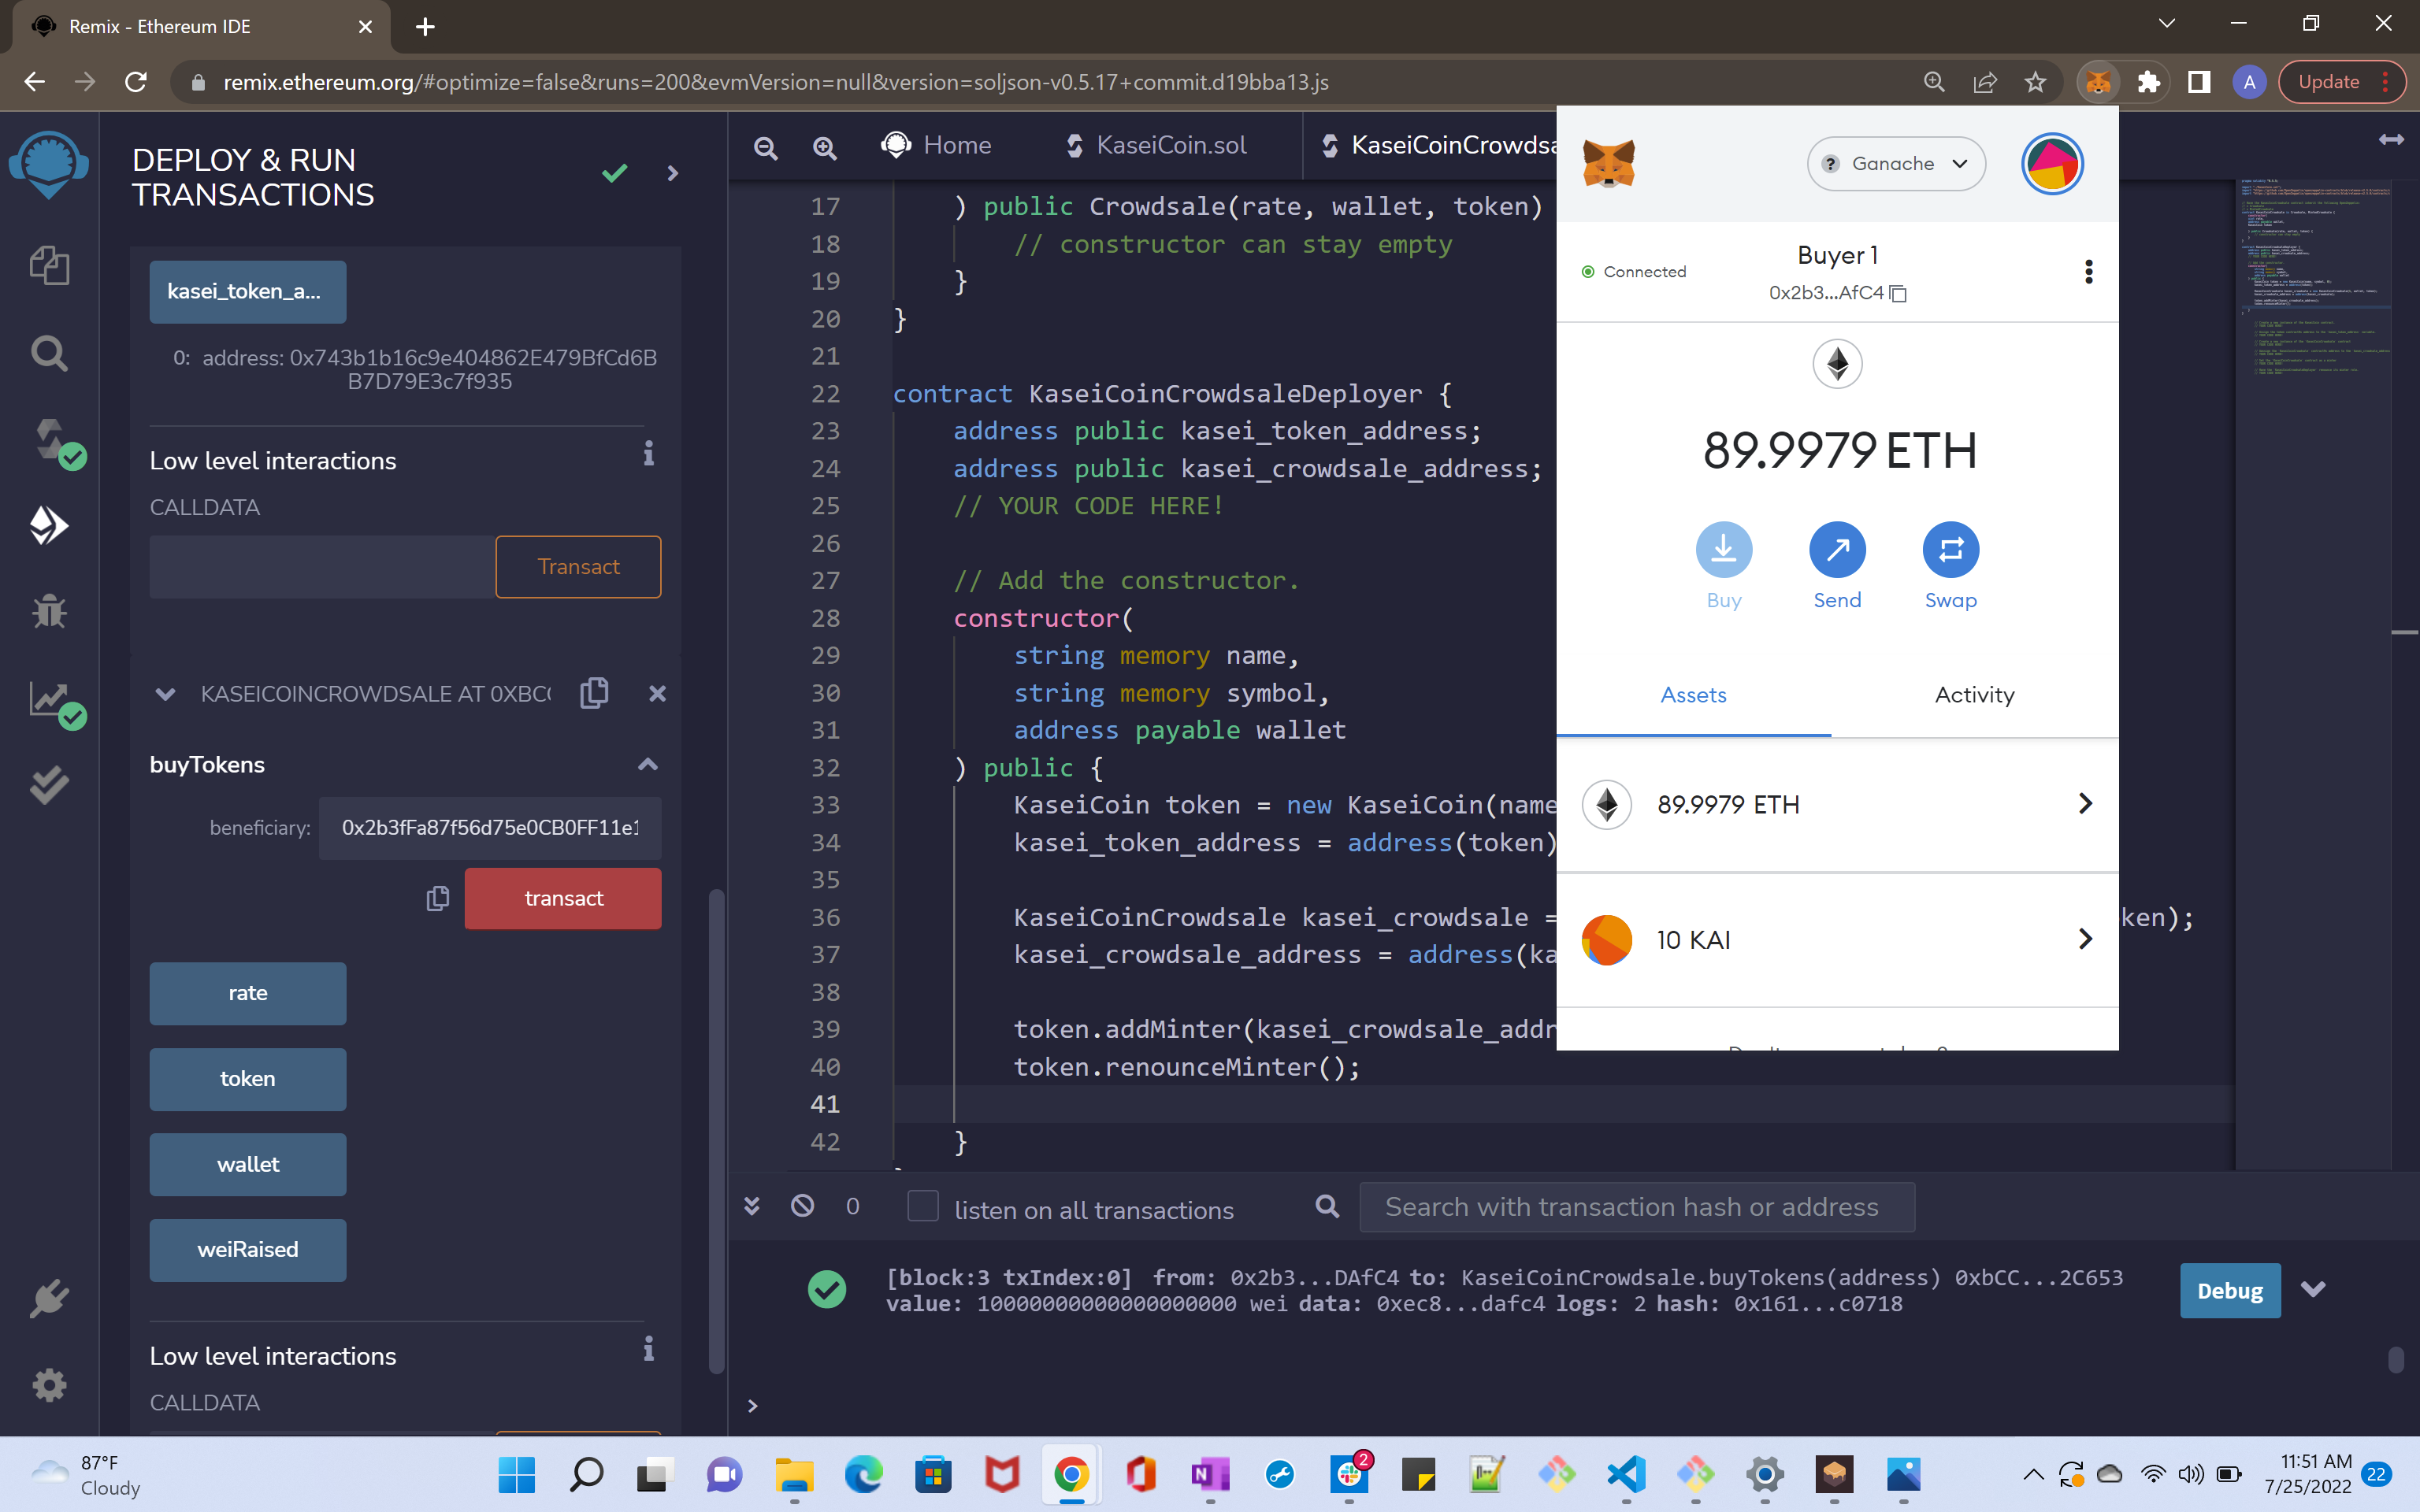 Remix - Ethereum IDE
remix.ethereum.org/#optimize=false&runs=200&evmVersion=null&version=soljson-v0.5.17+commit.d19bba13.js
A
Update
DEPLOY & RUN
TRANSACTIONS
kasei_token_a...
0: address: 0x743b1b16c9e404862E479BfCd6B
B7D79E3c7f935
Low level interactions
CALLDATA
Transact
KASEICOINCROWDSALE AT 0XBC
buyTokens
beneficiary: 0x2b3fFa87f56d75e0CB0FF11e1
transact
rate
token
wallet
weiRaised
Low level interactions
CALLDATA
Home
KaseiCoin.sol
KaseiCoinCrowdsa
17 ) public Crowdsale(rate, wallet, token)
18 // constructor can stay empty
19 }
20 }
21
22 contract KaseiCoinCrowdsaleDeployer {
23 address public kasei_token_address;
24 address public kasei_crowdsale_address;
25 // YOUR CODE HERE!
26
27 // Add the constructor.
28 constructor(
29 string memory name,
30 string memory symbol,
31 address payable wallet
32 ) public {
33 KaseiCoin token = new KaseiCoin(name
34 kasei_token_address = address(token)
35
36 KaseiCoinCrowdsale kasei_crowdsale = ken);
37 kasei_crowdsale_address = address(ka
38
39 token.addMinter(kasei_crowdsale_addr
40 token.renounceMinter();
41
42 }
Ganache
Connected
Buyer 1
0x2b3...AfC4
89.9979 ETH
Buy
Send
Swap
Assets
Activity
89.9979 ETH
10 KAI
0
listen on all transactions
Search with transaction hash or address
[block:3 txIndex:0] from: 0x2b3...DAfC4 to: KaseiCoinCrowdsale.buyTokens(address) 0xbCC...2C653
value: 10000000000000000000 wei data: 0xec8...dafc4 logs: 2 hash: 0x161...c0718
Debug
>
87°F
Cloudy
2
11:51 AM
7/25/2022
22